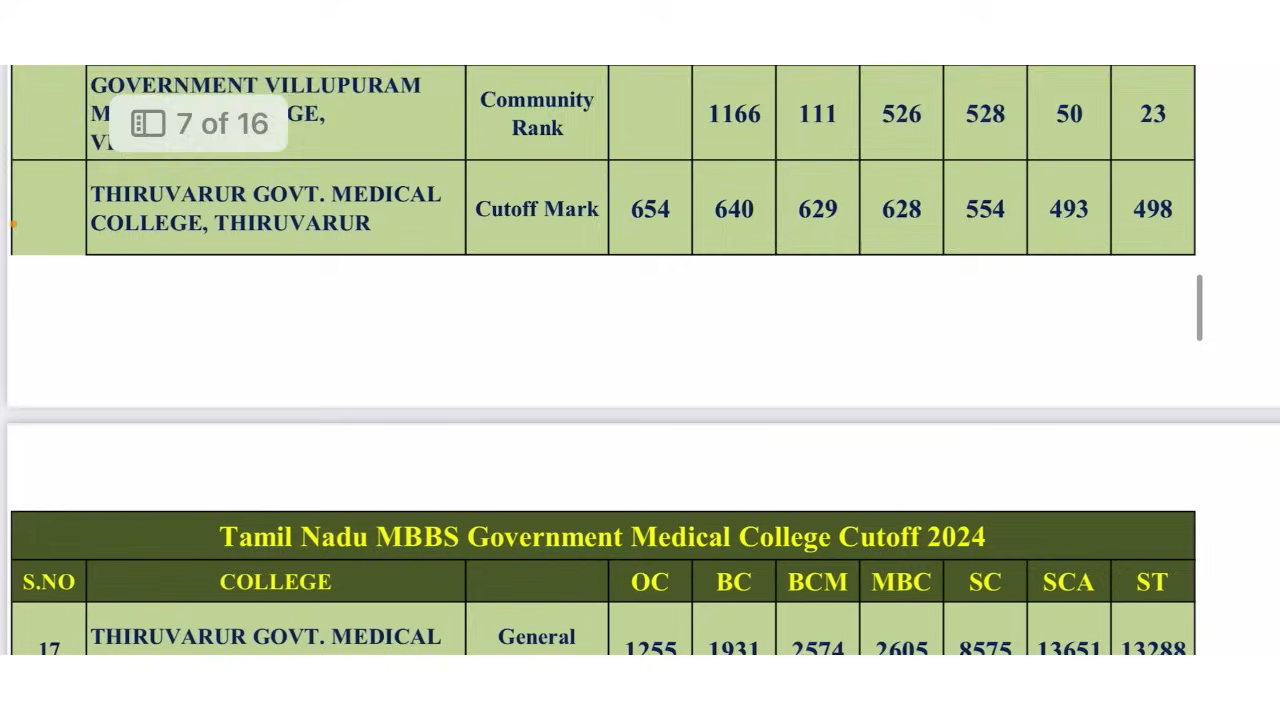 GOVERNMENT VILLUPURAM
GE,
Community Rank 1166 111 526 528 50 23
7 of 16
THIRUVARUR GOVT. MEDICAL
COLLEGE, THIRUVARUR
Cutoff Mark 654 640 629 628 554 493 498
Tamil Nadu MBBS Government Medical College Cutoff 2024
S.NO COLLEGE OC BC BCM MBC SC SCA ST
17 THIRUVARUR GOVT. MEDICAL General 1255 1931 2574 2605 8575 13651 13288